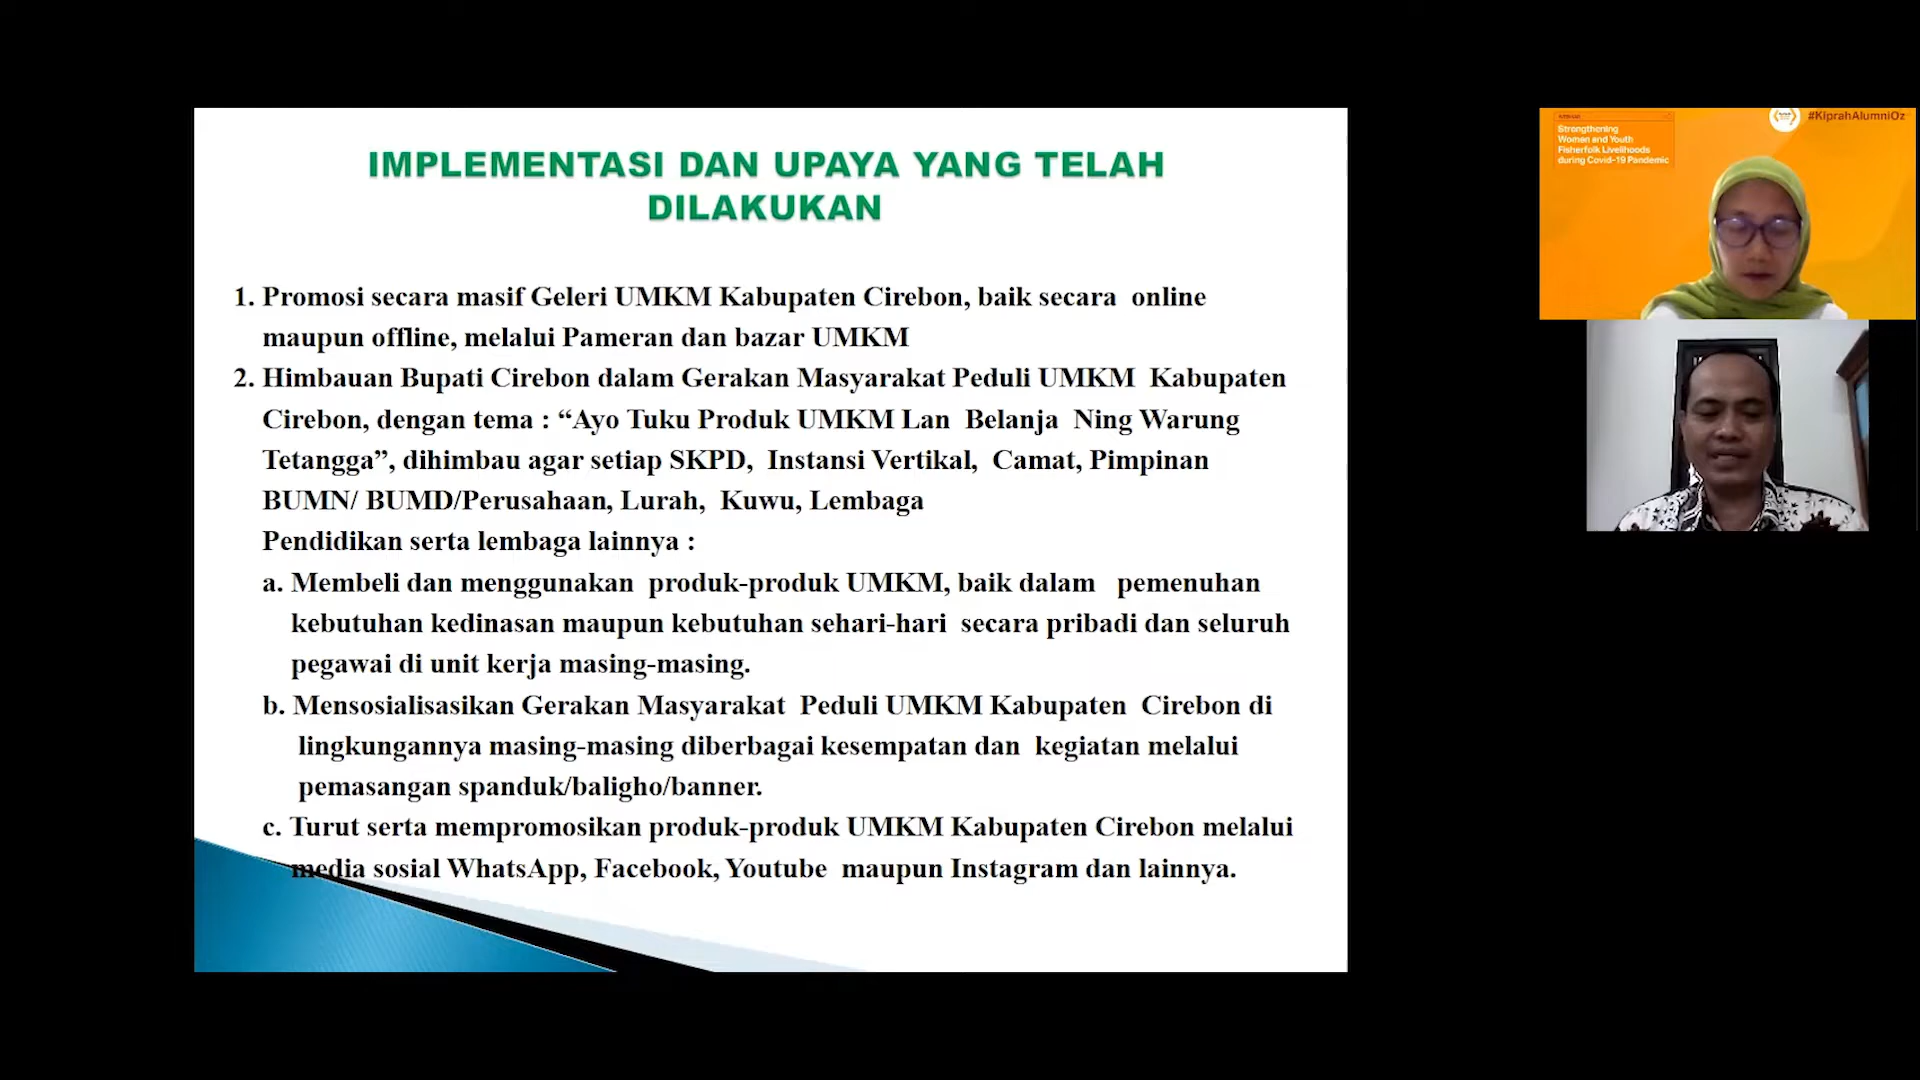 IMPLEMENTASI DAN UPAYA YANG TELAH
DILAKUKAN
1. Promosi secara masif Geleri UMKM Kabupaten Cirebon, baik secara online
maupun offline, melalui Pameran dan bazar UMKM
2. Himbauan Bupati Cirebon dalam Gerakan Masyarakat Peduli UMKM Kabupaten
Cirebon, dengan tema : “Ayo Tuku Produk UMKM Lan Belanja Ning Warung
Tetangga”, dihimbau agar setiap SKPD, Instansi Vertikal, Camat, Pimpinan
BUMN/ BUMD/Perusahaan, Lurah, Kuwu, Lembaga
Pendidikan serta lembaga lainnya :
a. Membeli dan menggunakan produk-produk UMKM, baik dalam pemenuhan
kebutuhan kedinasan maupun kebutuhan sehari-hari secara pribadi dan seluruh
pegawai di unit kerja masing-masing.
b. Mensosialisasikan Gerakan Masyarakat Peduli UMKM Kabupaten Cirebon di
lingkungannya masing-masing diberbagai kesempatan dan kegiatan melalui
pemasangan spanduk/baligho/banner.
c. Turut serta mempromosikan produk-produk UMKM Kabupaten Cirebon melalui
media sosial WhatsApp, Facebook, Youtube maupun Instagram dan lainnya.
#KiprahAlumniOz
Strengthening
Women and Youth
Fisherfolk Livelihoods
during Covid-19 Pandemic